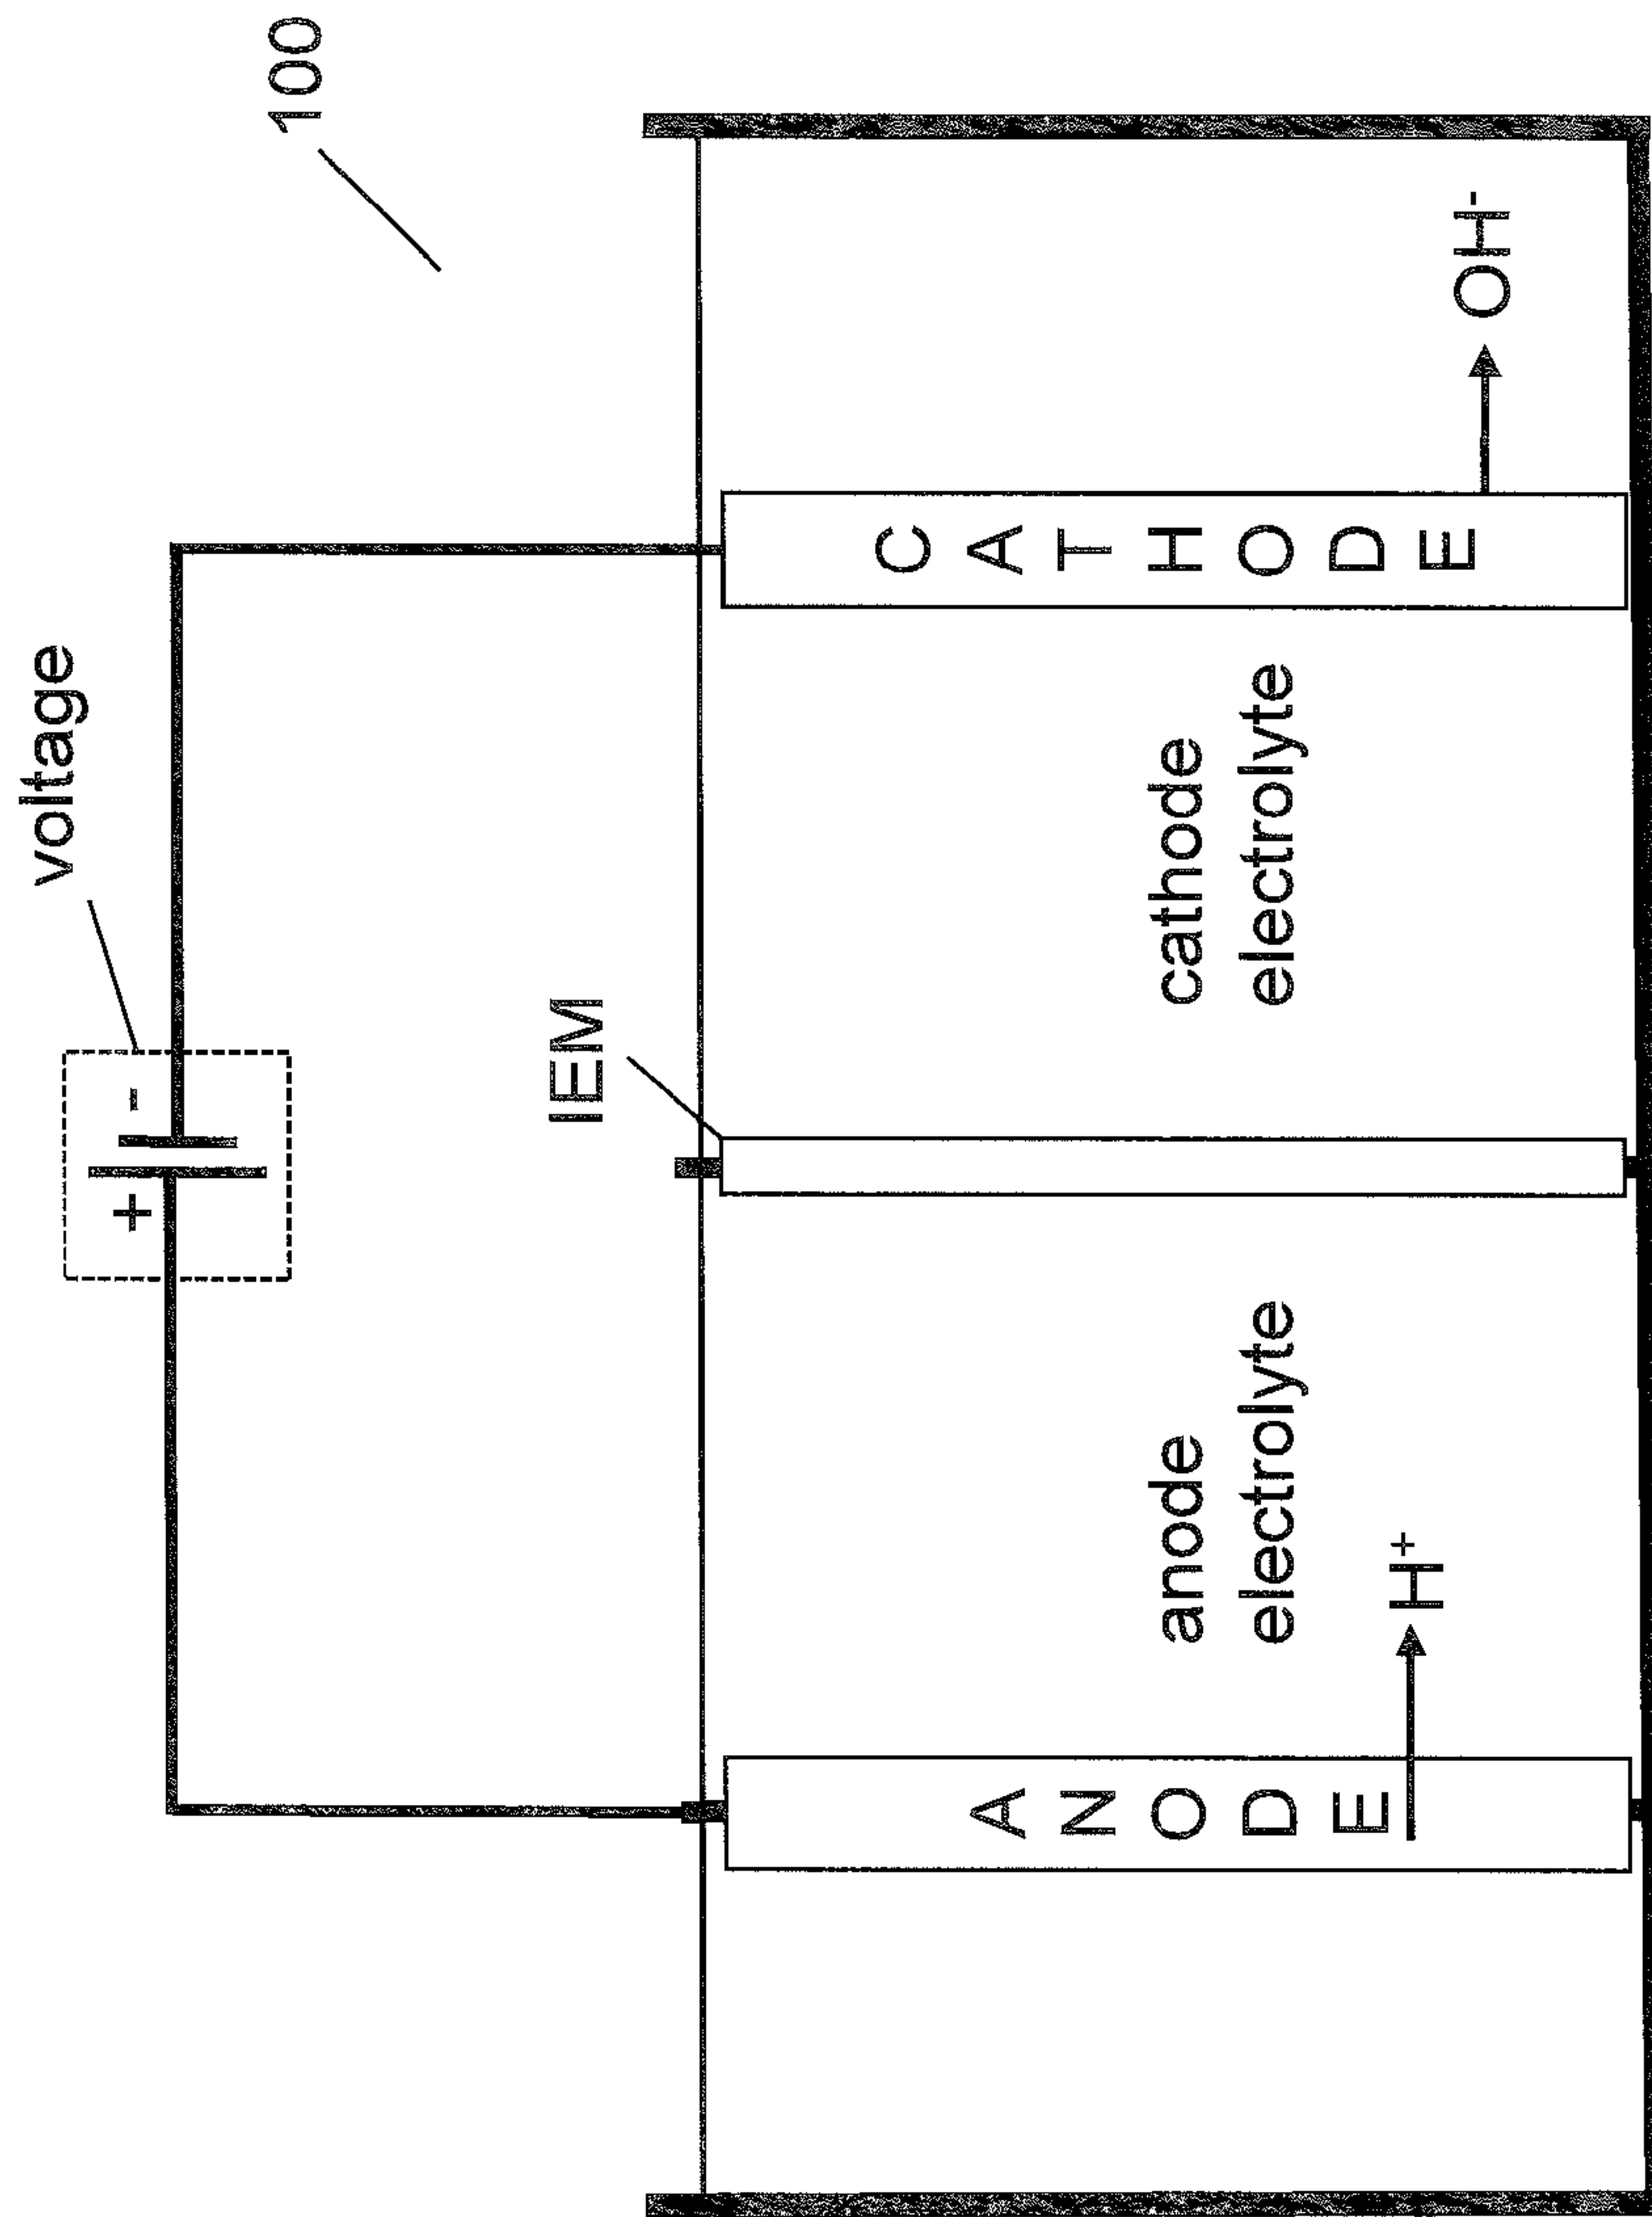 100
voltage
+ -
IEM
ANODE
anode
electrolyte
H⁺
cathode
electrolyte
CATHODE
OH⁻